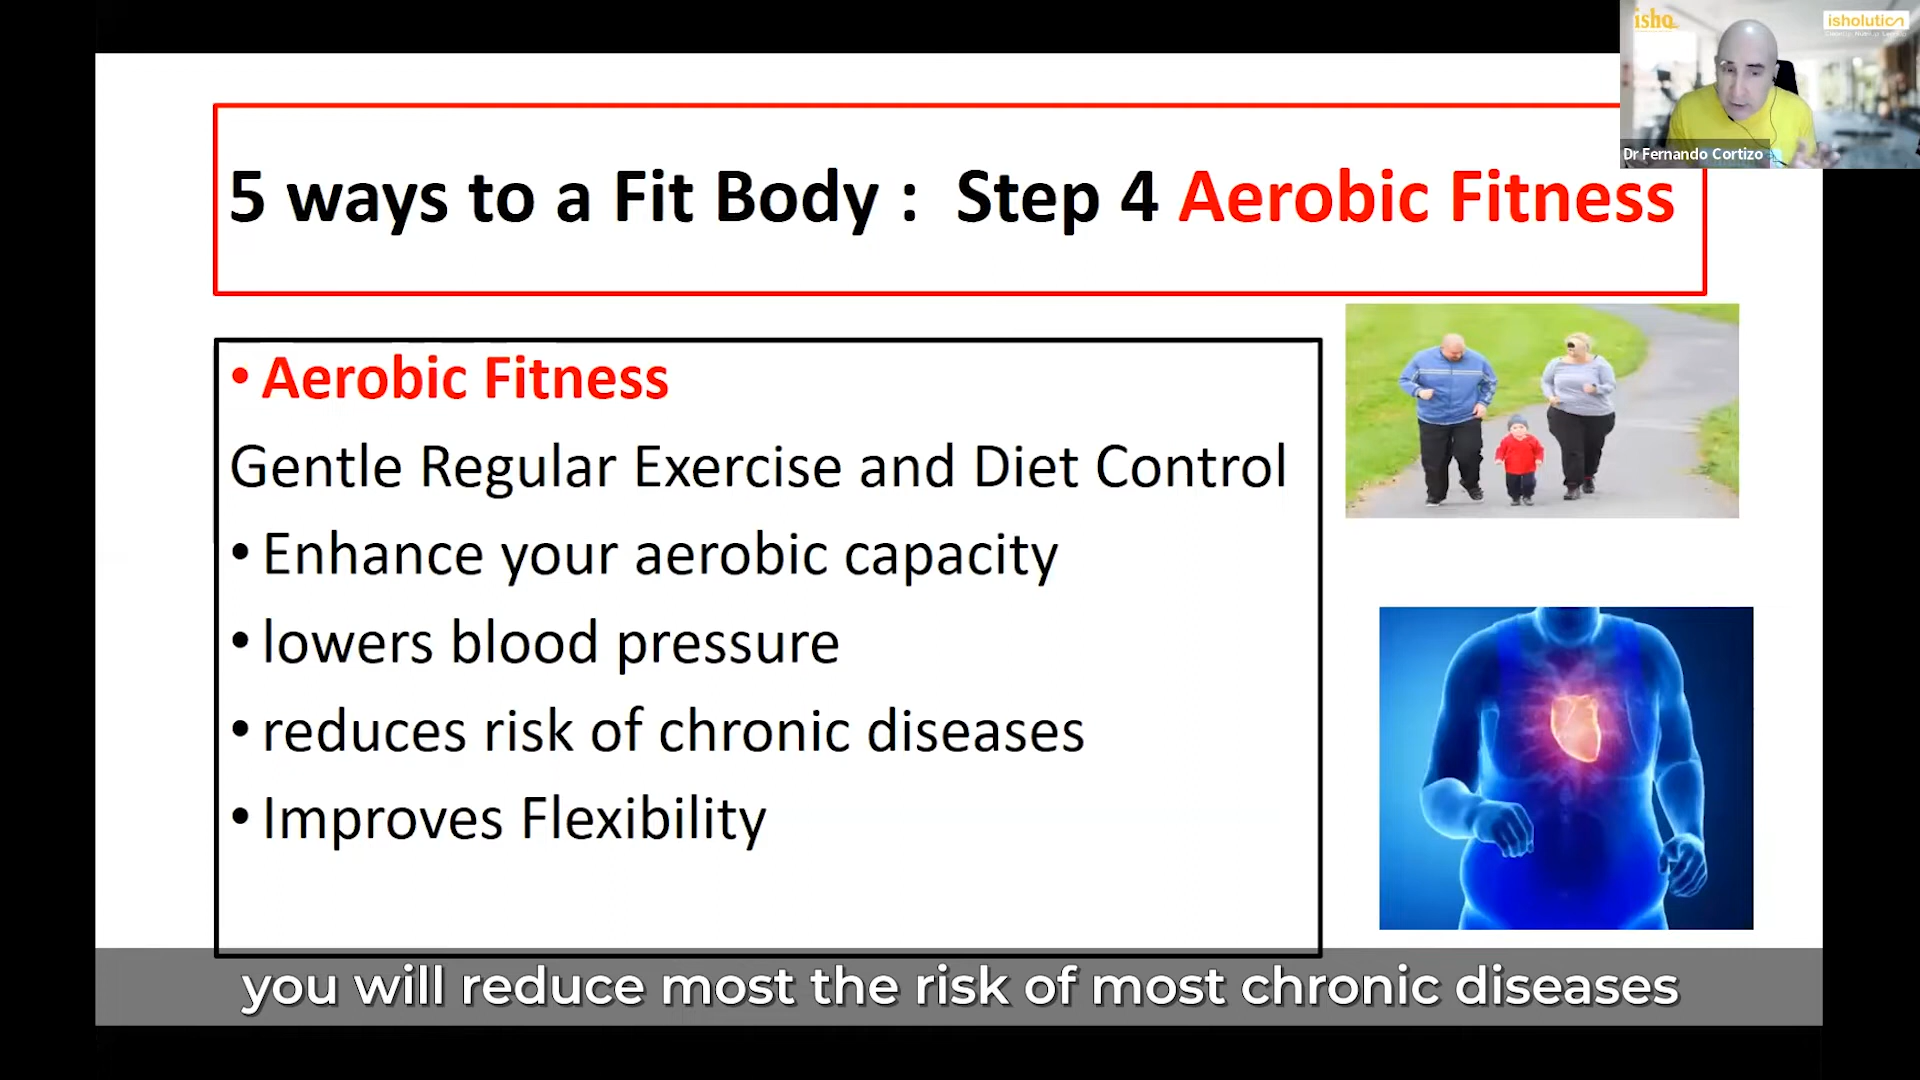 isho
isholution
Dr Fernando Cortizo
5 ways to a Fit Body : Step 4 Aerobic Fitness
• Aerobic Fitness
Gentle Regular Exercise and Diet Control
• Enhance your aerobic capacity
• lowers blood pressure
• reduces risk of chronic diseases
• Improves Flexibility
you will reduce most the risk of most chronic diseases